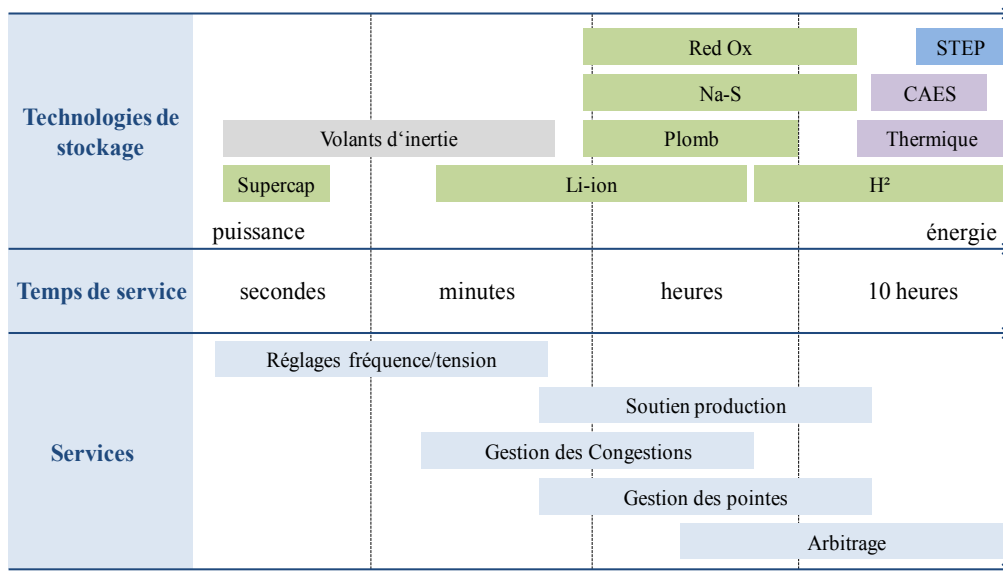 Red Ox
STEP
Na-S
CAES
Technologies de
stockage
Volants d‘inertie
Plomb
Thermique
Supercap
Li-ion
H²
puissance
énergie
Temps de service
secondes
minutes
heures
10 heures
Réglages fréquence/tension
Soutien production
Services
Gestion des Congestions
Gestion des pointes
Arbitrage